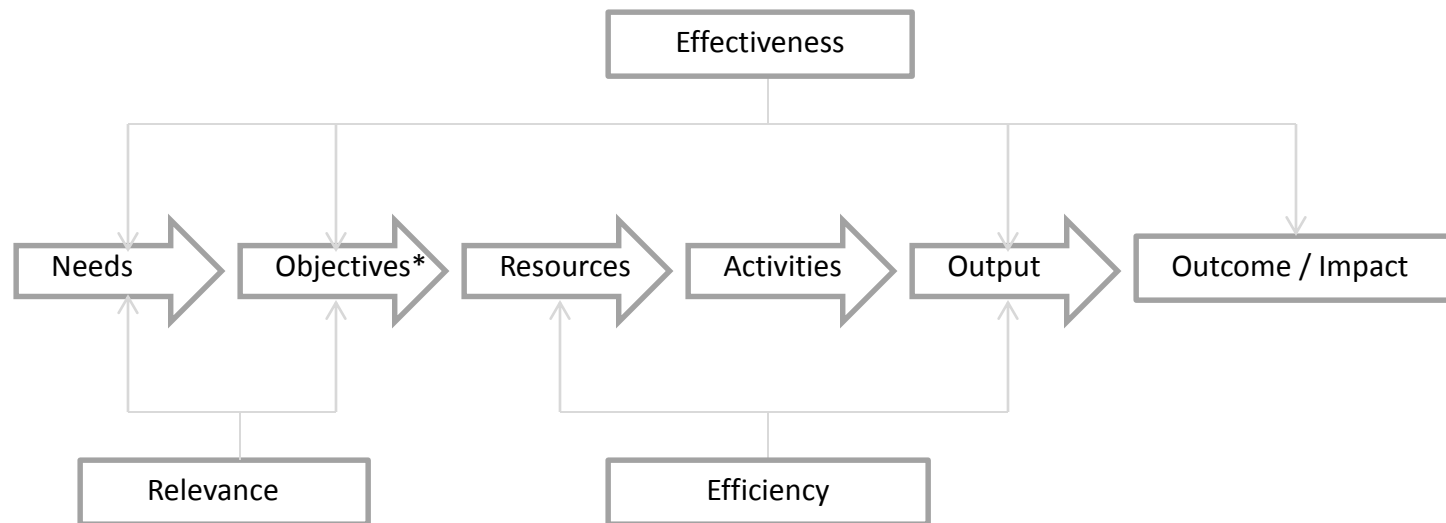 Effectiveness
Needs
Objectives*
Resources
Activities
Output
Outcome / Impact
Relevance
Efficiency